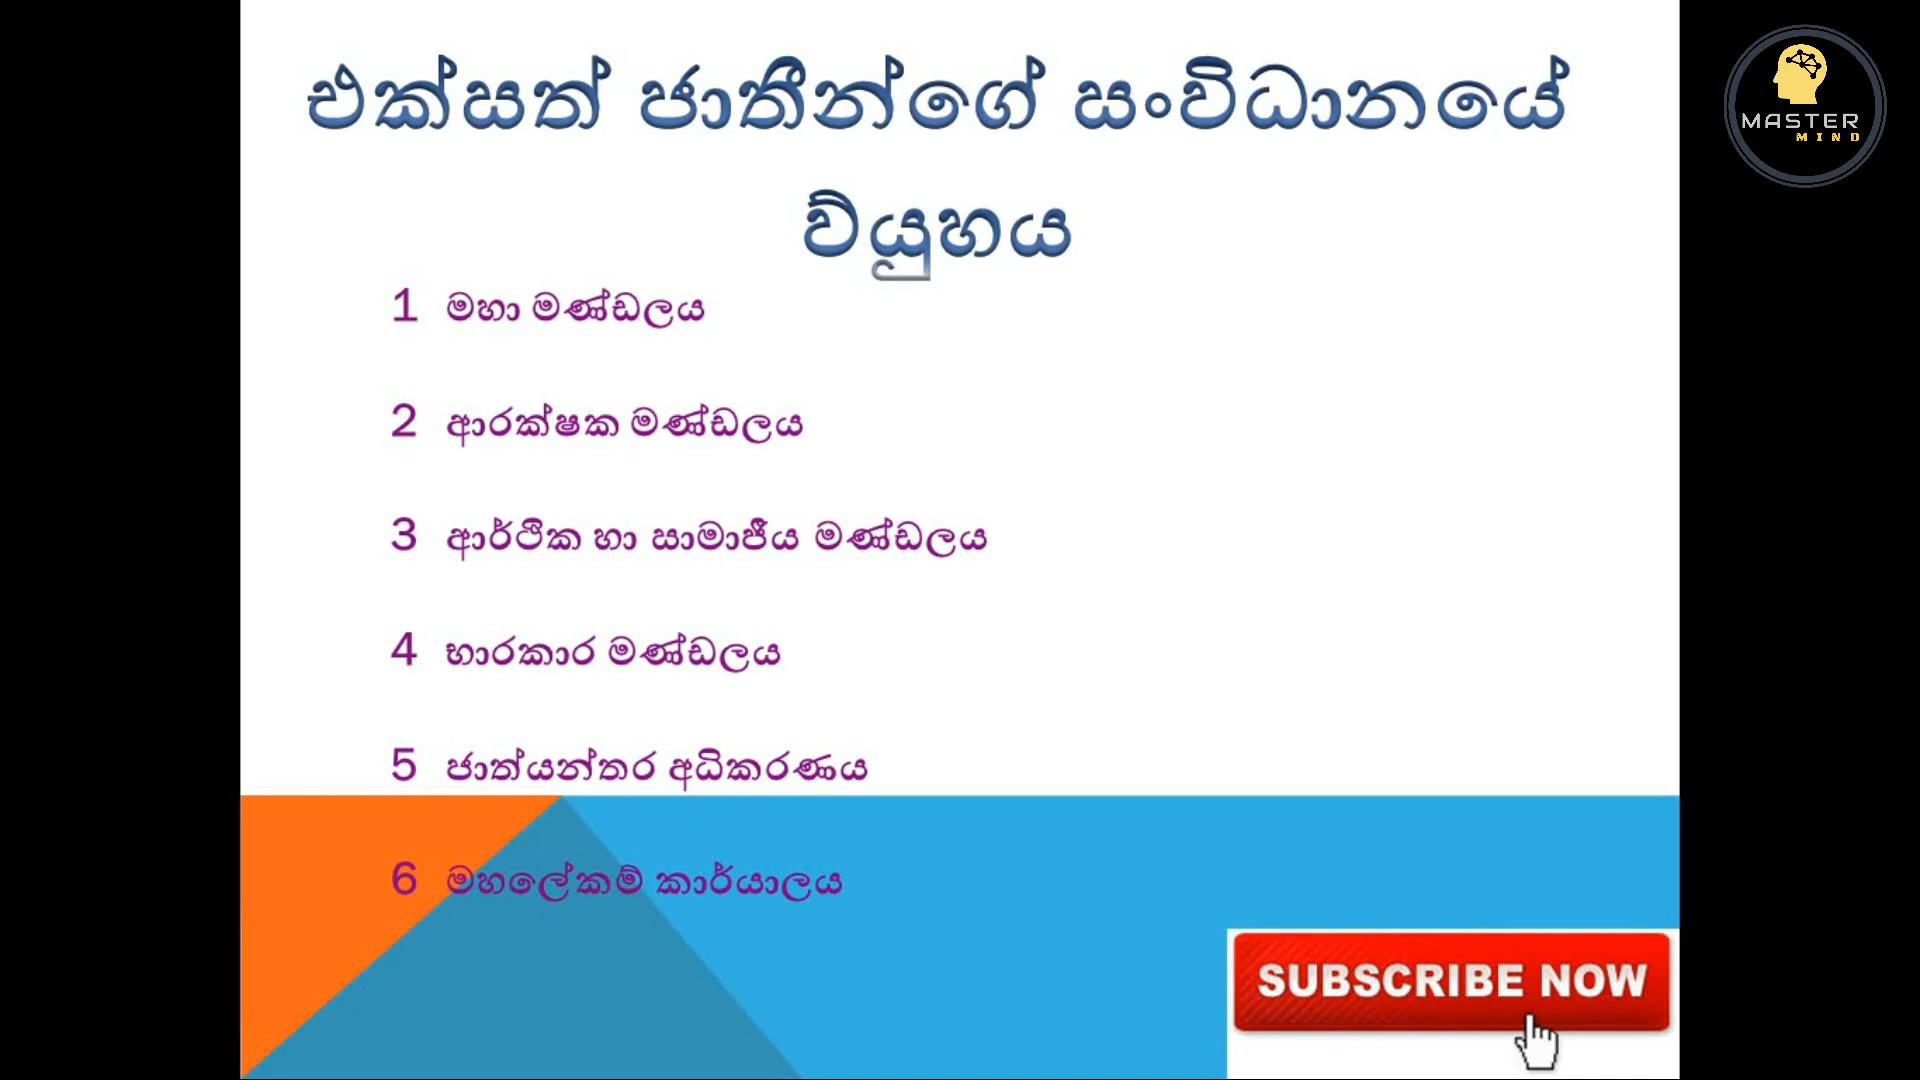 එක්සත් ජාතීන්ගේ සංවිධානයේ
ව්යුහය
1 මහා මණ්ඩලය
2 ආරක්ෂක මණ්ඩලය
3 ආර්ථික හා සාමාජීය මණ්ඩලය
4 භාරකාර මණ්ඩලය
5 ජාත්යන්තර අධිකරණය
6 මහලේකම් කාර්යාලය
MASTER
MIND
SUBSCRIBE NOW